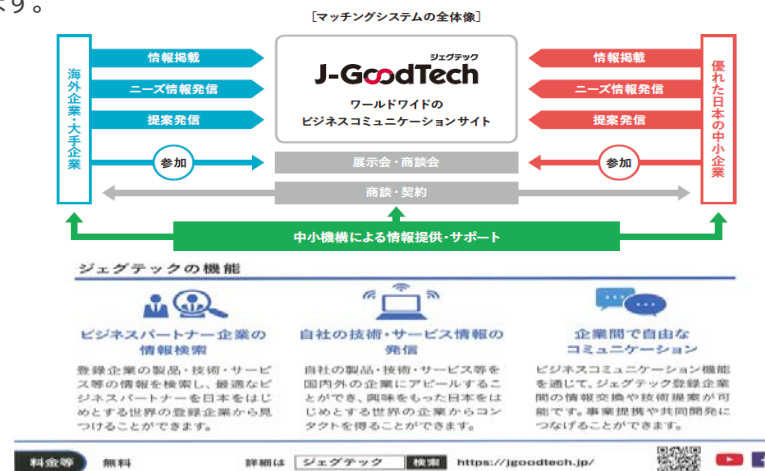 ます。
［マッチングシステムの全体像］
海外企業・大手企業
情報掲載
ニーズ情報発信
提案発信
参加
ジェグテック
J-GoodTech
ワールドワイドの
ビジネスコミュニケーションサイト
展示会・商談会
商談・契約
情報掲載
ニーズ情報発信
提案発信
参加
優れた日本の中小企業
中小機構による情報提供・サポート
ジェグテックの機能
ビジネスパートナー企業の
情報検索
登録企業の製品・技術・サービ
ス等の情報を検索し、最適なビ
ジネスパートナーを日本をはじ
めとする世界の登録企業から見
つけることができます。
自社の技術・サービス情報の
発信
自社の製品・技術・サービス等を
国内外の企業にアピールするこ
とができ、興味をもった日本をは
じめとする世界の企業からコン
タクトを得ることができます。
企業間で自由な
コミュニケーション
ビジネスコミュニケーション機能
を通じて、ジェグテック登録企業
間の情報交換や技術提案が可
能です。事業提携や共同開発に
つなげることができます。
料金等 無料 詳細は ジェグテック 検索 https://jgoodtech.jp/